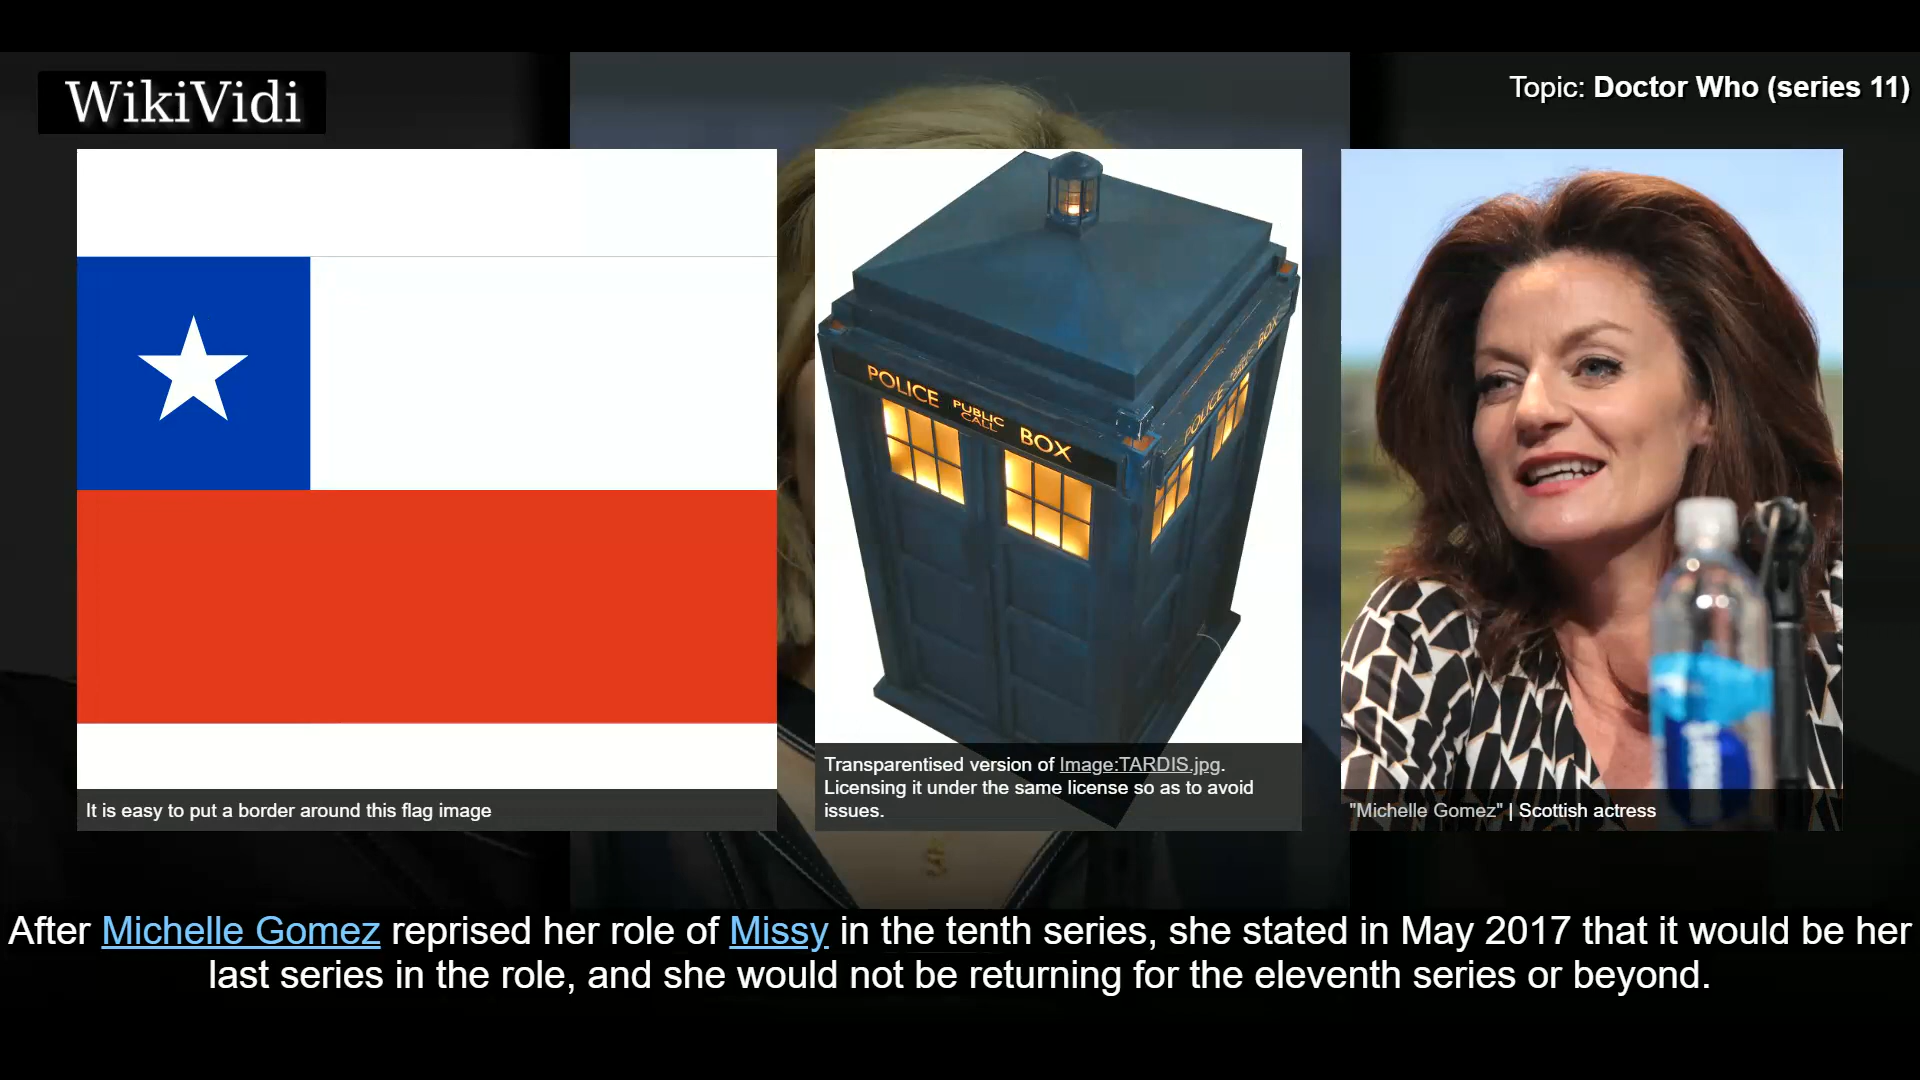 WikiVidi
Topic: Doctor Who (series 11)
POLICE PUBLIC CALL BOX
POLICE
BOX
It is easy to put a border around this flag image
Transparentised version of Image:TARDIS.jpg.
Licensing it under the same license so as to avoid
issues.
"Michelle Gomez" | Scottish actress
After Michelle Gomez reprised her role of Missy in the tenth series, she stated in May 2017 that it would be her
last series in the role, and she would not be returning for the eleventh series or beyond.